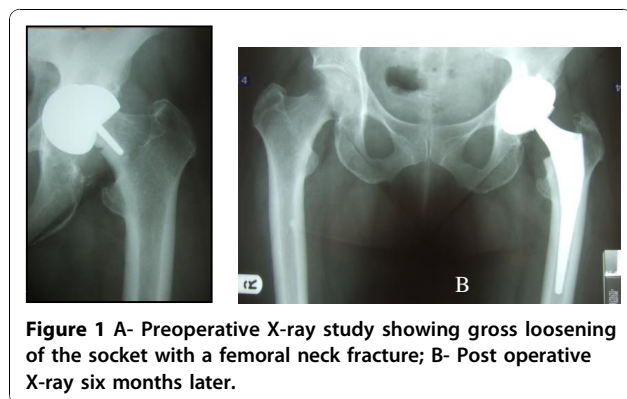 4
B
R
Figure 1 A- Preoperative X-ray study showing gross loosening
of the socket with a femoral neck fracture; B- Post operative
X-ray six months later.